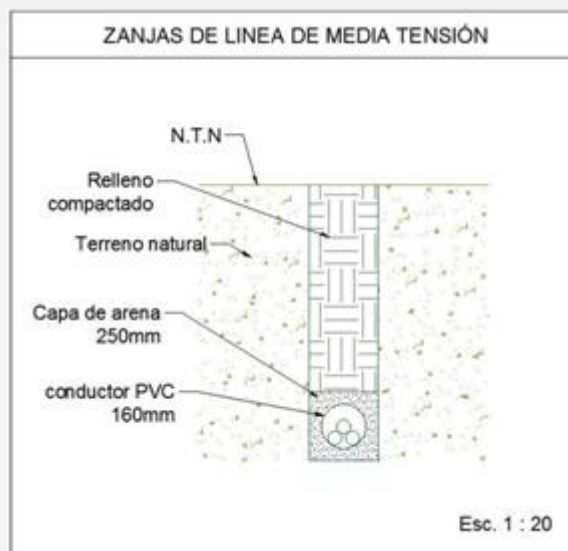 ZANJAS DE LINEA DE MEDIA TENSIÓN
N.T.N
Relleno
compactado
Terreno natural
Capa de arena
250mm
conductor PVC
160mm
Esc. 1 : 20